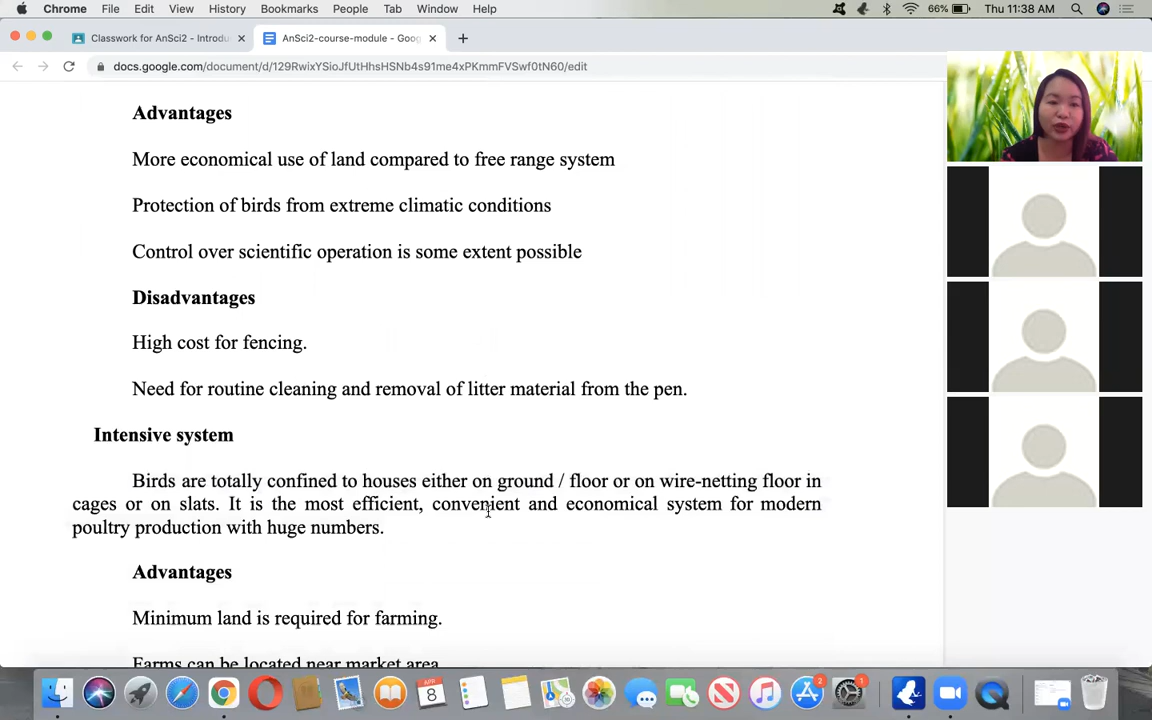 Chrome File Edit View History Bookmarks People Tab Window Help 66% Thu 11:38 AM
Classwork for AnSci2 - Introdu × AnSci2-course-module - Goog × +
docs.google.com/document/d/129RwixYSioJfUtHhsHSNb4s91me4xPKmmFVSwf0tN60/edit
Advantages
More economical use of land compared to free range system
Protection of birds from extreme climatic conditions
Control over scientific operation is some extent possible
Disadvantages
High cost for fencing.
Need for routine cleaning and removal of litter material from the pen.
Intensive system
Birds are totally confined to houses either on ground / floor or on wire-netting floor in
cages or on slats. It is the most efficient, convenient and economical system for modern
poultry production with huge numbers.
Advantages
Minimum land is required for farming.
Farms can be located near market area.
APR
8
2
1